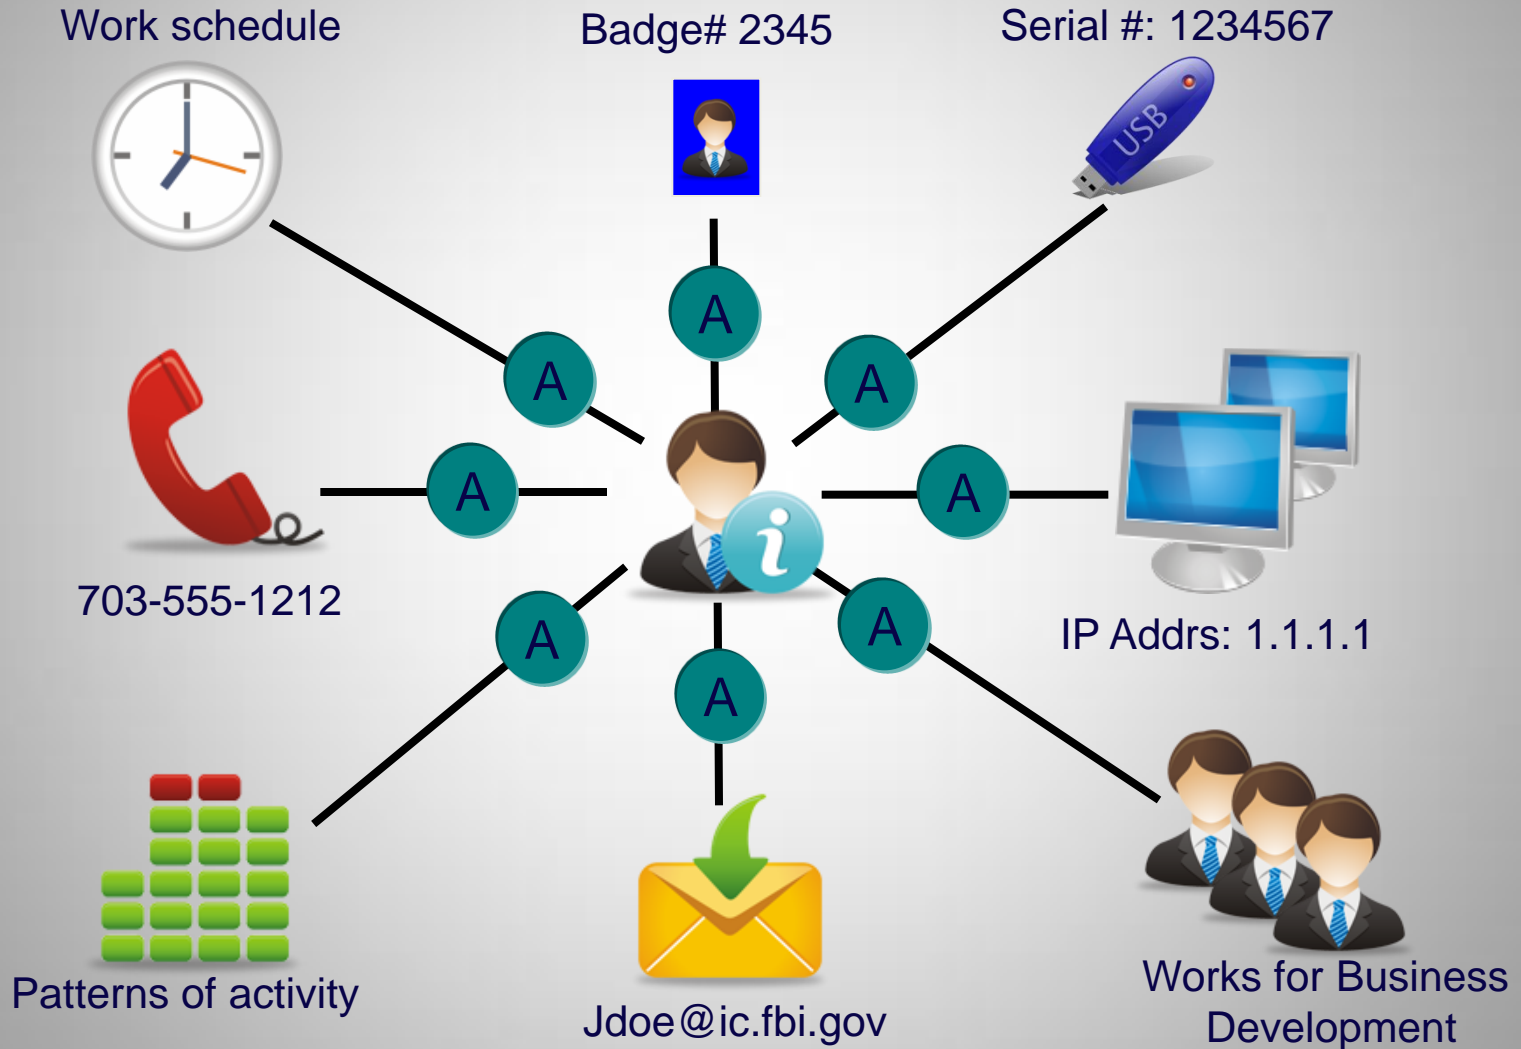 Work schedule
Badge# 2345
Serial #: 1234567
USB
A
A
A
A
i
A
703-555-1212
IP Addrs: 1.1.1.1
A
A
A
Patterns of activity
Jdoe@ic.fbi.gov
Works for Business
Development